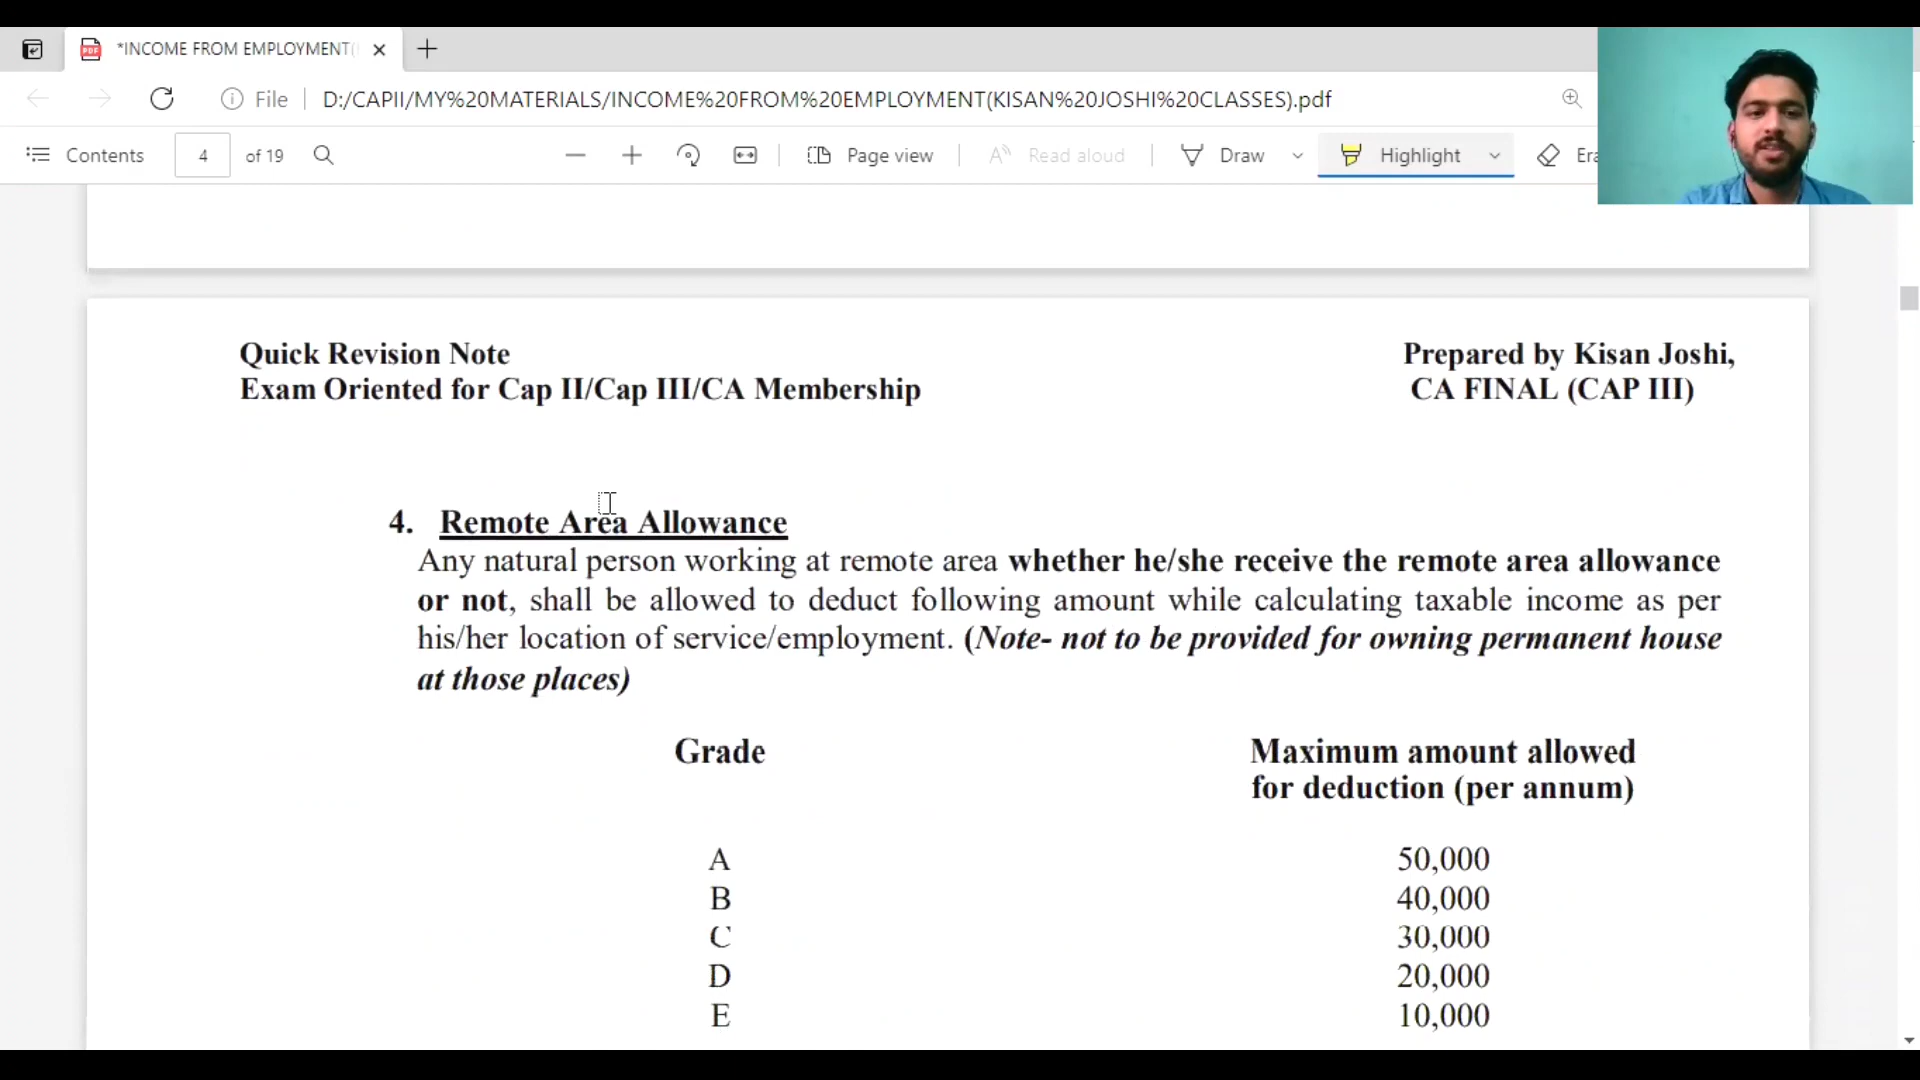 *INCOME FROM EMPLOYMENT(
File
D:/CAPII/MY%20MATERIALS/INCOME%20FROM%20EMPLOYMENT(KISAN%20JOSHI%20CLASSES).pdf
Contents
4
of 19
Page view
Read aloud
Draw
Highlight
Quick Revision Note
Prepared by Kisan Joshi,
Exam Oriented for Cap II/Cap III/CA Membership
CA FINAL (CAP III)
4. Remote Area Allowance
Any natural person working at remote area whether he/she receive the remote area allowance
or not, shall be allowed to deduct following amount while calculating taxable income as per
his/her location of service/employment. (Note- not to be provided for owning permanent house
at those places)
Grade
Maximum amount allowed
for deduction (per annum)
A 50,000
B 40,000
C 30,000
D 20,000
E 10,000